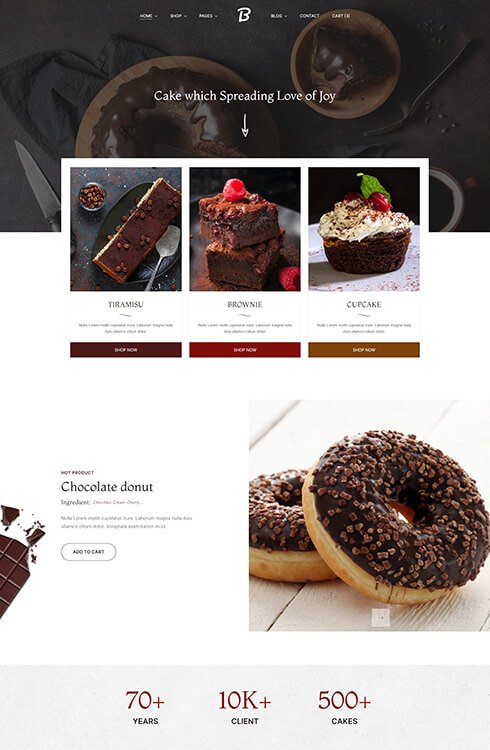 HOME SHOP PAGES B BLOG CONTACT CART (3)
Cake which Spreading Love of Joy
TIRAMISU
Nulla Lorem mollit cupidatat irure. Laborum magna nulla
duis ullamco cillum dolor.
SHOP NOW
BROWNIE
Nulla Lorem mollit cupidatat irure. Laborum magna nulla
duis ullamco cillum dolor.
SHOP NOW
CUPCAKE
Nulla Lorem mollit cupidatat irure. Laborum magna nulla
duis ullamco cillum dolor.
SHOP NOW
HOT PRODUCT
Chocolate donut
Ingredient: Chocolate, Cream, Cherry...
Nulla Lorem mollit cupidatat irure. Laborum magna nulla duis
ullamco cillum dolor. Voluptate exercitation incidi
ADD TO CART
70+ 10K+ 500+
YEARS CLIENT CAKES